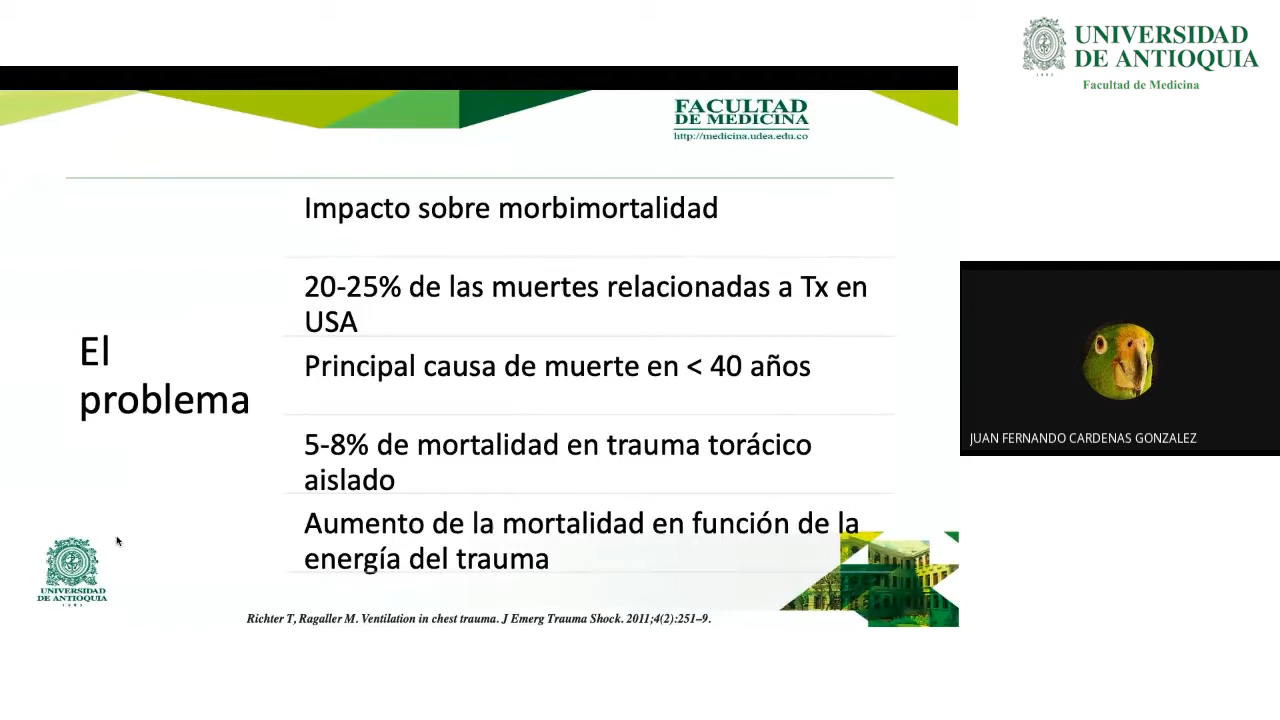 UNIVERSIDAD
DE ANTIOQUIA
1803
Facultad de Medicina
FACULTAD
DE MEDICINA
http://medicina.udea.edu.co
El
problema
Impacto sobre morbimortalidad
20-25% de las muertes relacionadas a Tx en
USA
Principal causa de muerte en < 40 años
5-8% de mortalidad en trauma torácico
aislado
Aumento de la mortalidad en función de la
energía del trauma
JUAN FERNANDO CARDENAS GONZALEZ
UNIVERSIDAD
DE ANTIOQUIA
1803
Richter T, Ragaller M. Ventilation in chest trauma. J Emerg Trauma Shock. 2011;4(2):251–9.